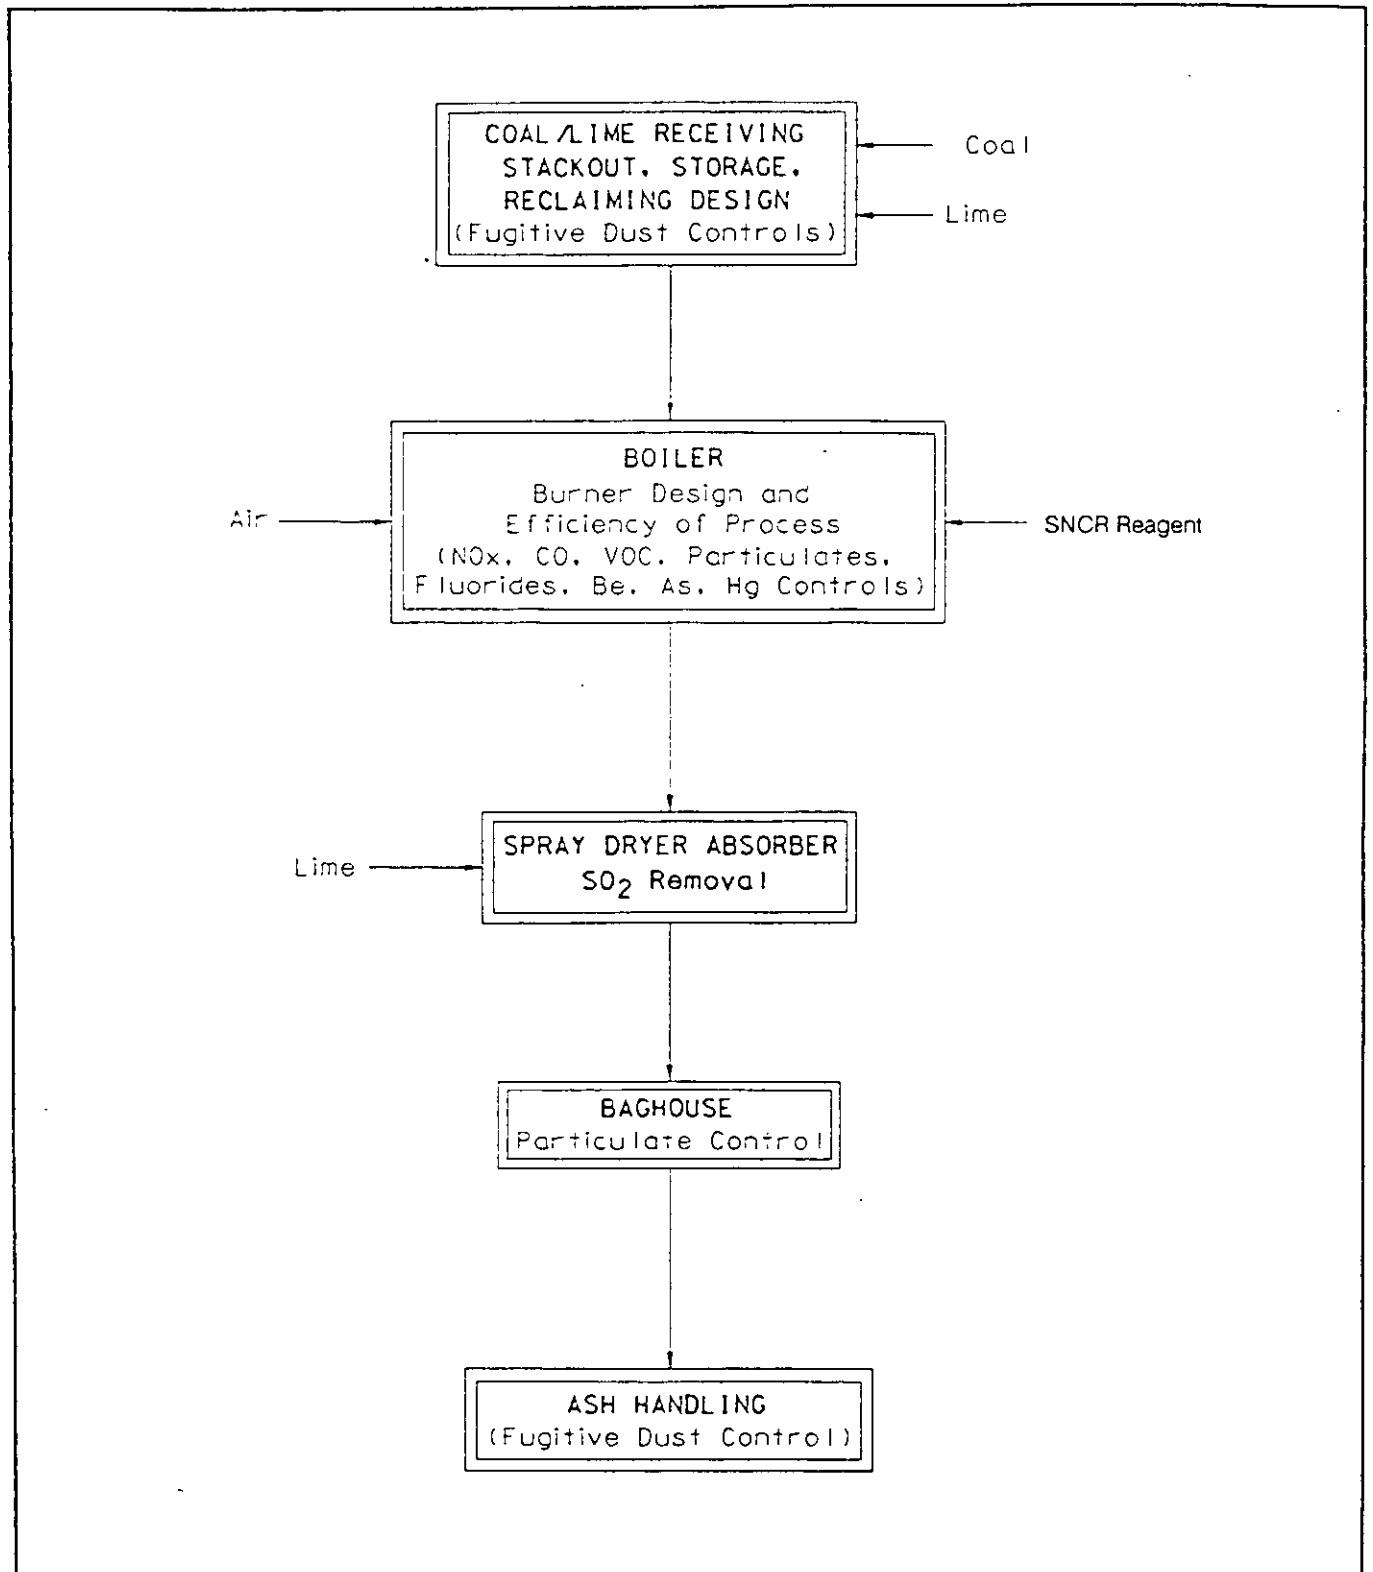 COAL/LIME RECEIVING
STACKOUT, STORAGE,
RECLAIMING DESIGN
(Fugitive Dust Controls)
Coal
Lime
BOILER
Burner Design and
Efficiency of Process
(NOx, CO, VOC, Particulates,
Fluorides, Be, As, Hg Controls)
Air
SNCR Reagent
SPRAY DRYER ABSORBER
SO2 Removal
Lime
BAGHOUSE
Particulate Control
ASH HANDLING
(Fugitive Dust Control)